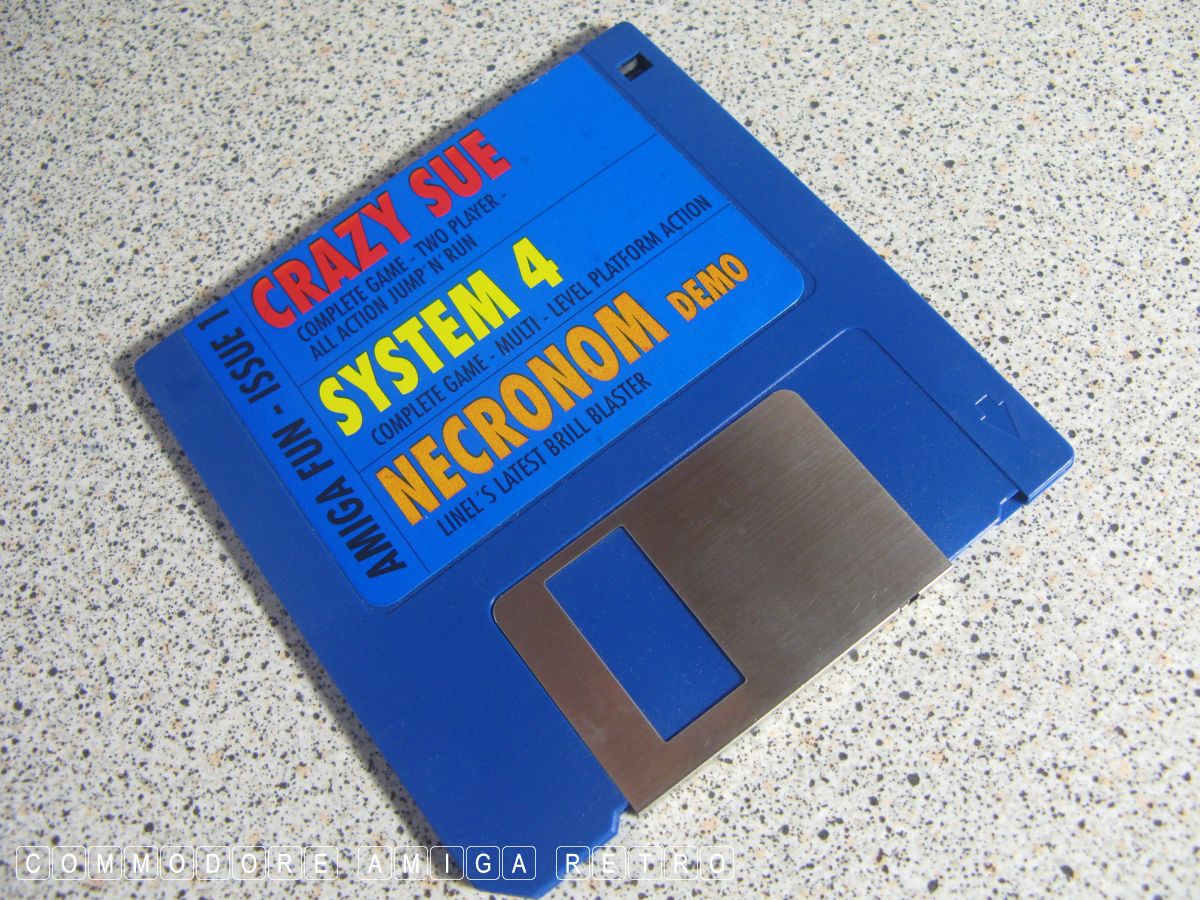 AMIGA FUN - ISSUE 1
CRAZY SUE
COMPLETE GAME - TWO PLAYER -
ALL ACTION JUMP'N'RUN
SYSTEM 4
COMPLETE GAME - MULTI - LEVEL PLATFORM ACTION
NECRONOM DEMO
LINEL'S LATEST BRILL BLASTER
COMMODORE AMIGA RETRO